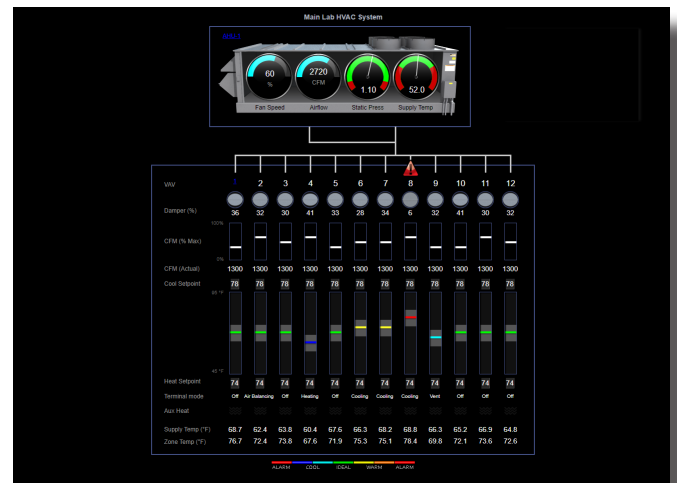 Main Lab HVAC System
60 2720 1.10 52.0
% CFM
Fan Speed Airflow Static Press Supply Temp
VAV 1 2 3 4 5 6 7 8 9 10 11 12
Damper (%) 36 32 30 41 33 28 34 6 32 41 30 32
100%
CFM (% Max)
0%
CFM (Actual) 1300 1300 1300 1300 1300 1300 1300 1300 1300 1300 1300 1300
Cool Setpoint 78 78 78 78 78 78 78 78 78 78 78 78
85 °F
45 °F
Heat Setpoint 74 74 74 74 74 74 74 74 74 74 74 74
Terminal mode Off Air Balancing Off Heating Off Cooling Cooling Cooling Vent Off Off Off
Aux Heat
Supply Temp (°F) 68.7 62.4 63.8 60.4 67.6 66.3 68.2 68.8 66.3 65.2 66.9 64.8
Zone Temp (°F) 76.7 72.4 73.8 67.6 71.9 75.3 75.1 78.4 69.8 72.1 73.6 72.6
ALARM COOL IDEAL WARM ALARM